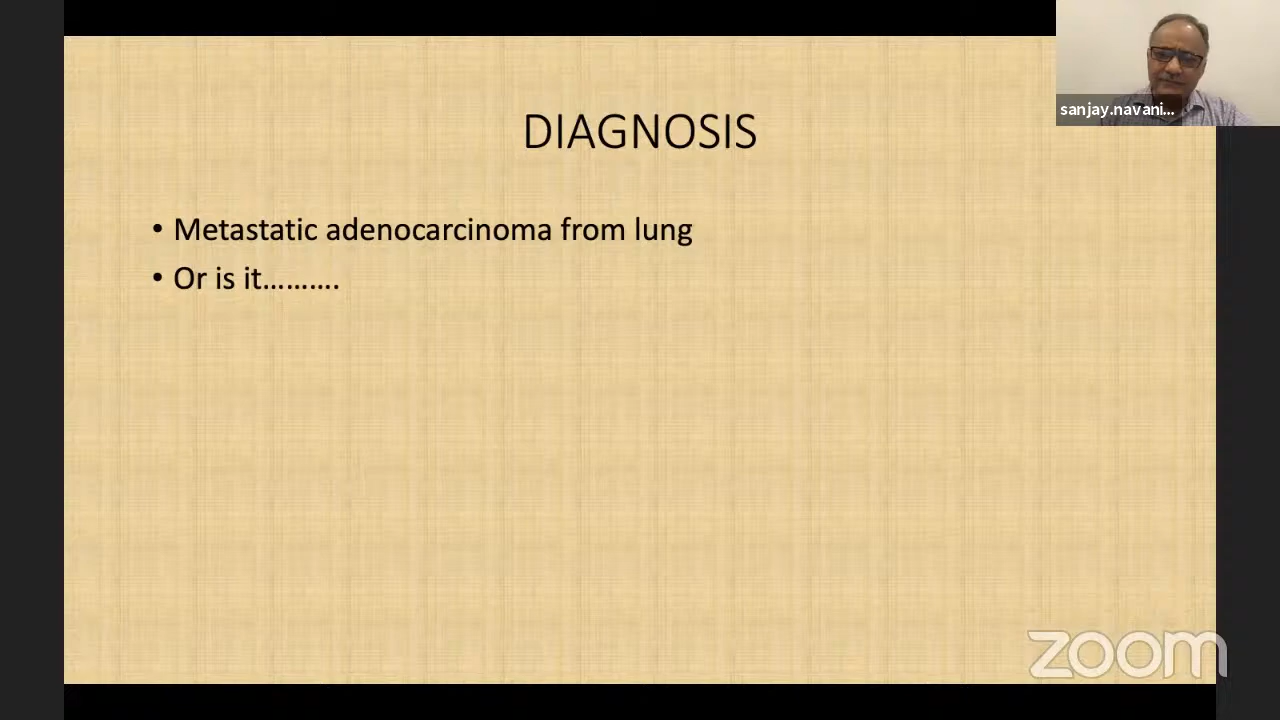 sanjay.navani...
DIAGNOSIS
• Metastatic adenocarcinoma from lung
• Or is it..........
zoom